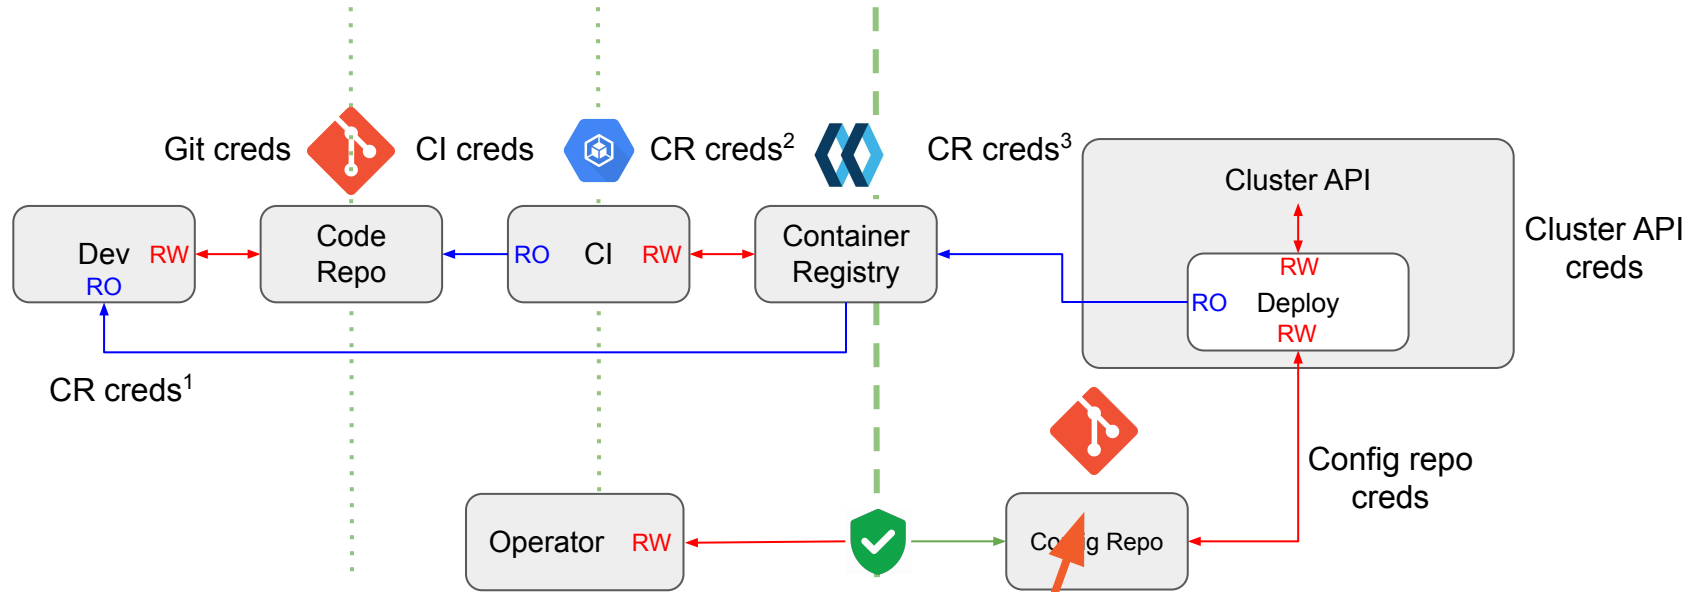 Git creds
CI creds
CR creds²
CR creds³
Cluster API
Dev
RW
RO
Code
Repo
RO
CI
RW
Container
Registry
RW
RO
Deploy
RW
Cluster API
creds
CR creds¹
Config repo
creds
Operator
RW
Config Repo